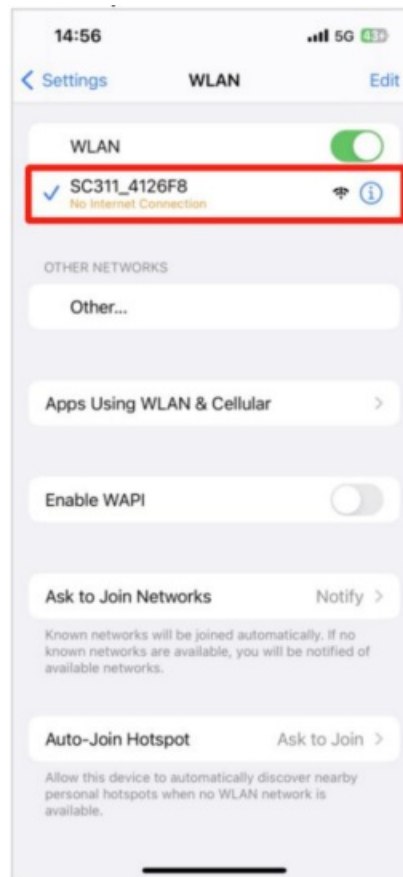 14:56
5G
Settings
WLAN
Edit
WLAN
SC311_4126F8
No Internet Connection
OTHER NETWORKS
Other...
Apps Using WLAN & Cellular
Enable WAPI
Ask to Join Networks
Notify
Known networks will be joined automatically. If no
known networks are available, you will be notified of
available networks.
Auto-Join Hotspot
Ask to Join
Allow this device to automatically discover nearby
personal hotspots when no WLAN network is
available.